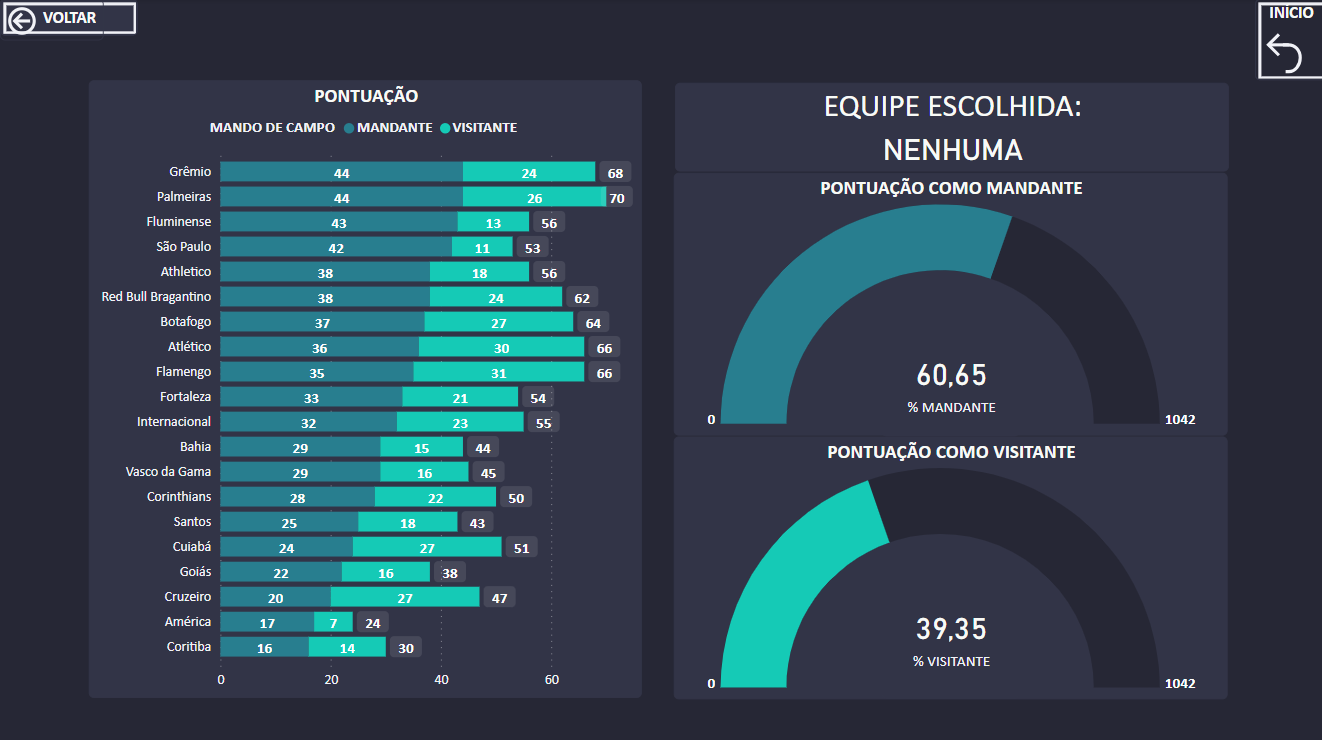 VOLTAR
INÍCIO
PONTUAÇÃO
MANDO DE CAMPO MANDANTE VISITANTE
Grêmio 44 24 68
Palmeiras 44 26 70
Fluminense 43 13 56
São Paulo 42 11 53
Athletico 38 18 56
Red Bull Bragantino 38 24 62
Botafogo 37 27 64
Atlético 36 30 66
Flamengo 35 31 66
Fortaleza 33 21 54
Internacional 32 23 55
Bahia 29 15 44
Vasco da Gama 29 16 45
Corinthians 28 22 50
Santos 25 18 43
Cuiabá 24 27 51
Goiás 22 16 38
Cruzeiro 20 27 47
América 17 7 24
Coritiba 16 14 30
0 20 40 60
EQUIPE ESCOLHIDA:
NENHUMA
PONTUAÇÃO COMO MANDANTE
60,65
% MANDANTE
0 1042
PONTUAÇÃO COMO VISITANTE
39,35
% VISITANTE
0 1042